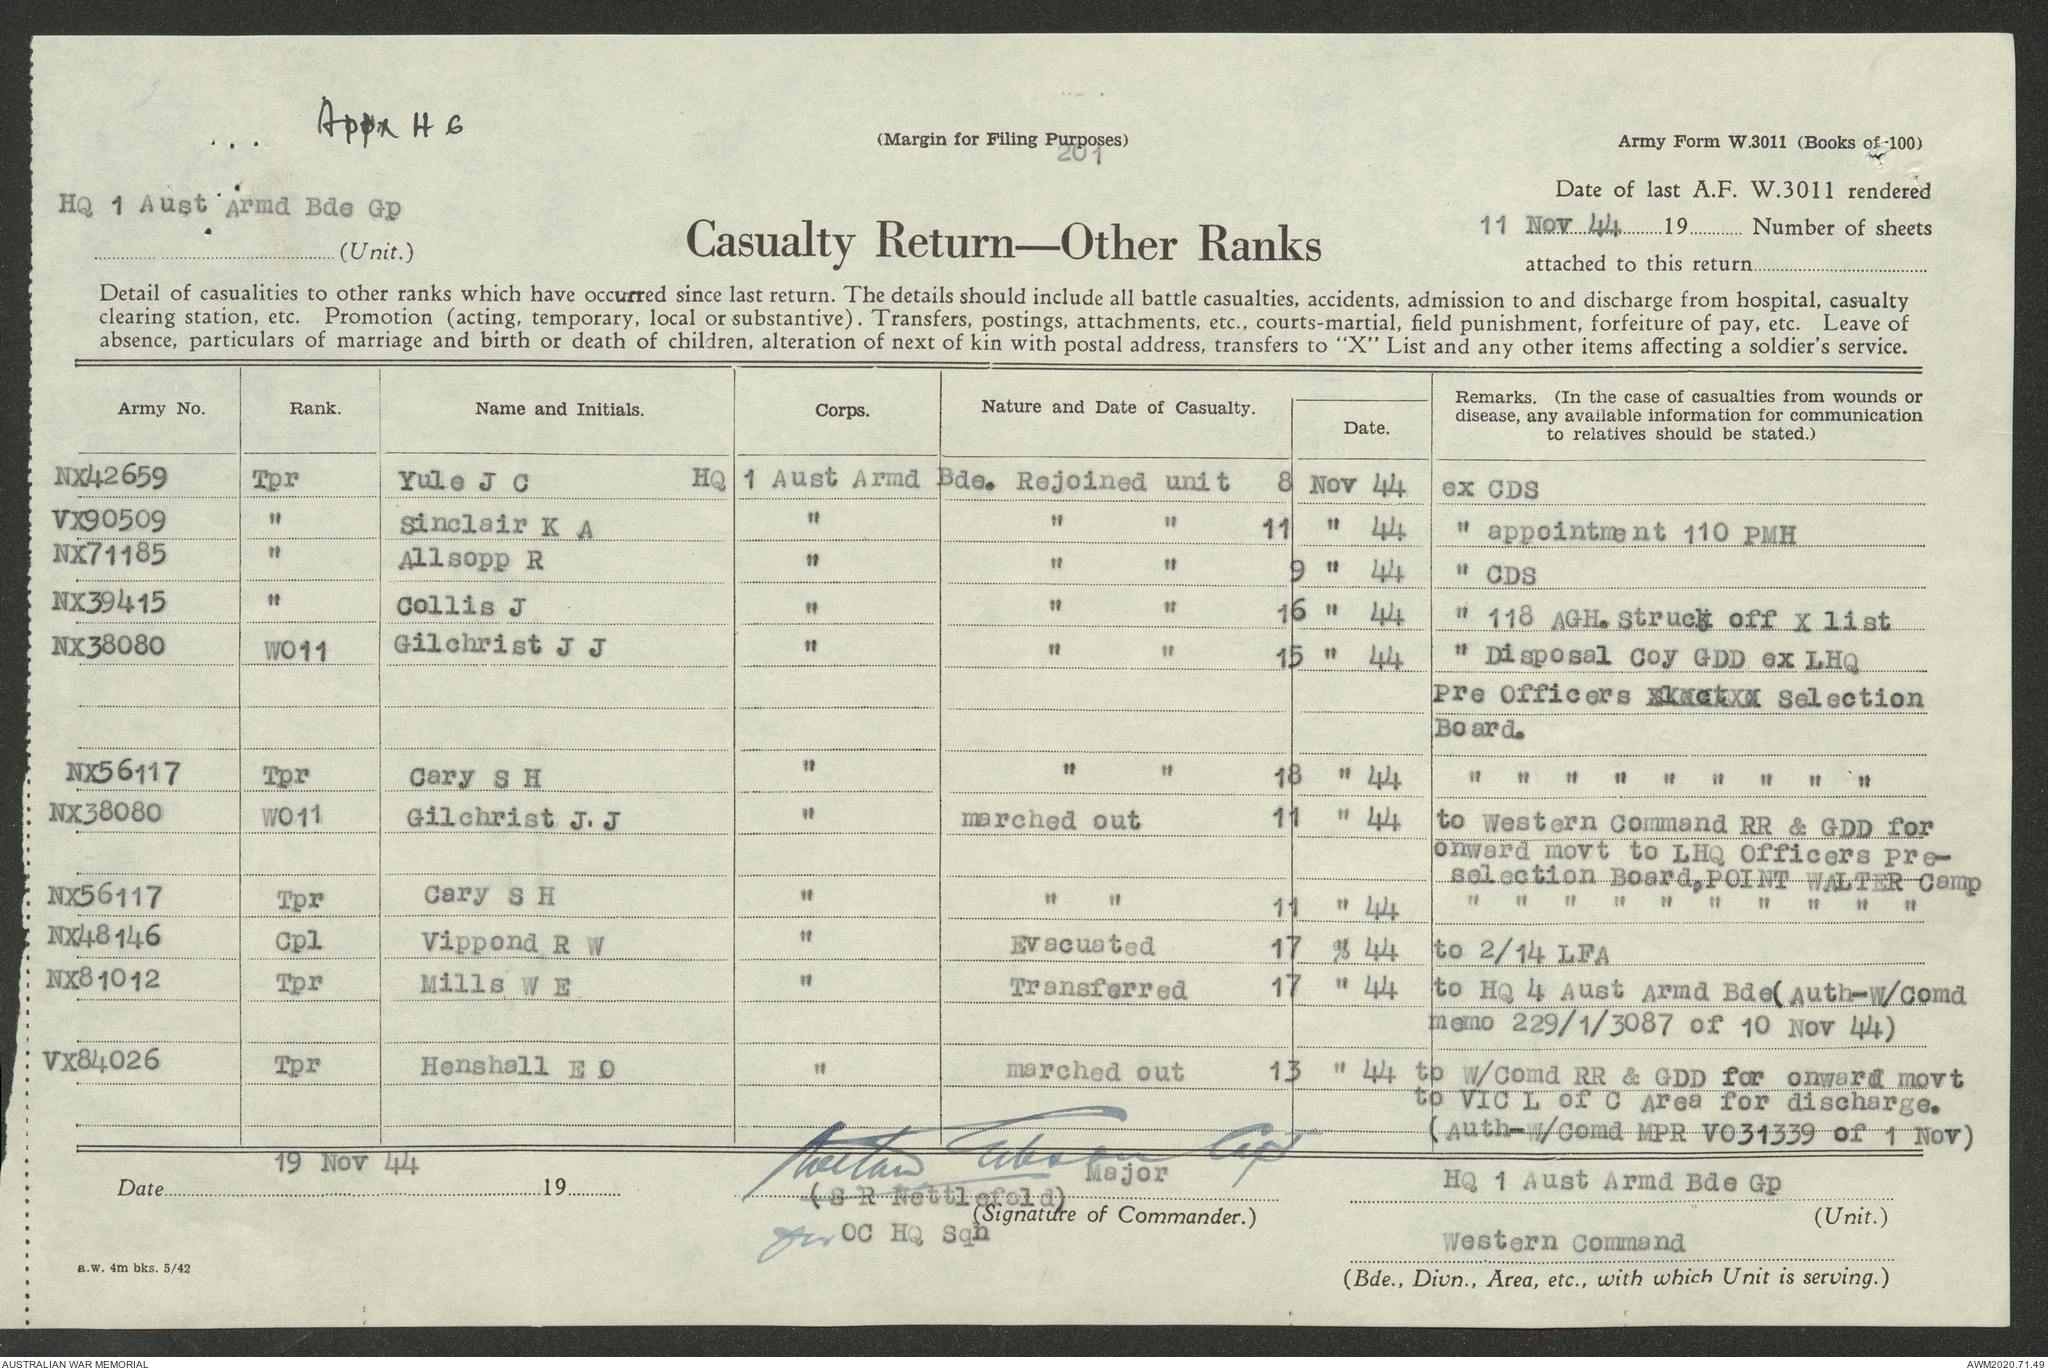 Appx H 6
(Margin for Filing Purposes)
201
Army Form W.3011 (Books of 100)
Date of last A.F. W.3011 rendered
HQ 1 Aust Armd Bde Gp
(Unit.)
Casualty Return—Other Ranks
11 Nov 44 19 Number of sheets
attached to this return
Detail of casualities to other ranks which have occurred since last return. The details should include all battle casualties, accidents, admission to and discharge from hospital, casualty
clearing station, etc. Promotion (acting, temporary, local or substantive). Transfers, postings, attachments, etc., courts-martial, field punishment, forfeiture of pay, etc. Leave of
absence, particulars of marriage and birth or death of children, alteration of next of kin with postal address, transfers to "X" List and any other items affecting a soldier's service.
Army No. Rank. Name and Initials. Corps. Nature and Date of Casualty. Date. Remarks. (In the case of casualties from wounds or
disease, any available information for communication
to relatives should be stated.)
NX42659 Tpr Yule J C HQ 1 Aust Armd Bde. Rejoined unit 8 Nov 44 ex CDS
VX90509 " Sinclair K A " " " 11 " 44 " appointment 110 PMH
NX71185 " Allsopp R " " " 9 " 44 " CDS
NX39415 " Collis J " " " 16 " 44 " 118 AGH. Struck off X list
NX38080 WO11 Gilchrist J J " " " 15 " 44 " Disposal Coy GDD ex LHQ
Pre Officers Selection
Board.
NX56117 Tpr Cary S H " " " 18 " 44 " " " " " " " " "
NX38080 WO11 Gilchrist J.J " marched out 11 " 44 to Western Command RR & GDD for
onward movt to LHQ Officers Pre-
selection Board, POINT WALTER Camp
NX56117 Tpr Cary S H " " " 11 " 44 " " " " " " " " " "
NX48146 Cpl Vippond R W " Evacuated 17 " 44 to 2/14 LFA
NX81012 Tpr Mills W E " Transferred 17 " 44 to HQ 4 Aust Armd Bde(Auth-W/Comd
memo 229/1/3087 of 10 Nov 44)
VX84026 Tpr Henshall E O " marched out 13 " 44 to W/Comd RR & GDD for onward movt
to VIC L of C Area for discharge.
(Auth-W/Comd MPR VO31339 of 1 Nov)
19 Nov 44
Date 19
Capt
Major
(S R Nettlefold)
(Signature of Commander.)
for OC HQ Sqn
HQ 1 Aust Armd Bde Gp
(Unit.)
Western Command
(Bde., Divn., Area, etc., with which Unit is serving.)
a.w. 4m bks. 5/42
AUSTRALIAN WAR MEMORIAL
AWM2020.71.49